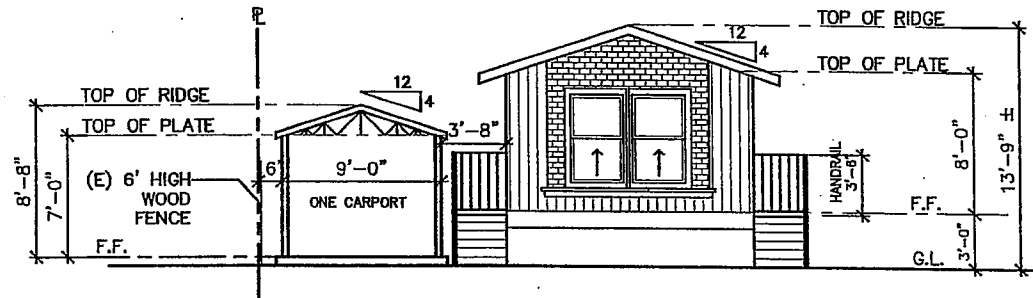 PL
TOP OF RIDGE
12
4
TOP OF PLATE
12
4
TOP OF RIDGE
TOP OF PLATE
3'-8"
8'-8"
7'-0"
(E) 6' HIGH
WOOD
FENCE
6"
9'-0"
ONE CARPORT
HANDRAIL
3'-6"
8'-0"
13'-9" ±
F.F.
F.F.
G.L.
3'-0"